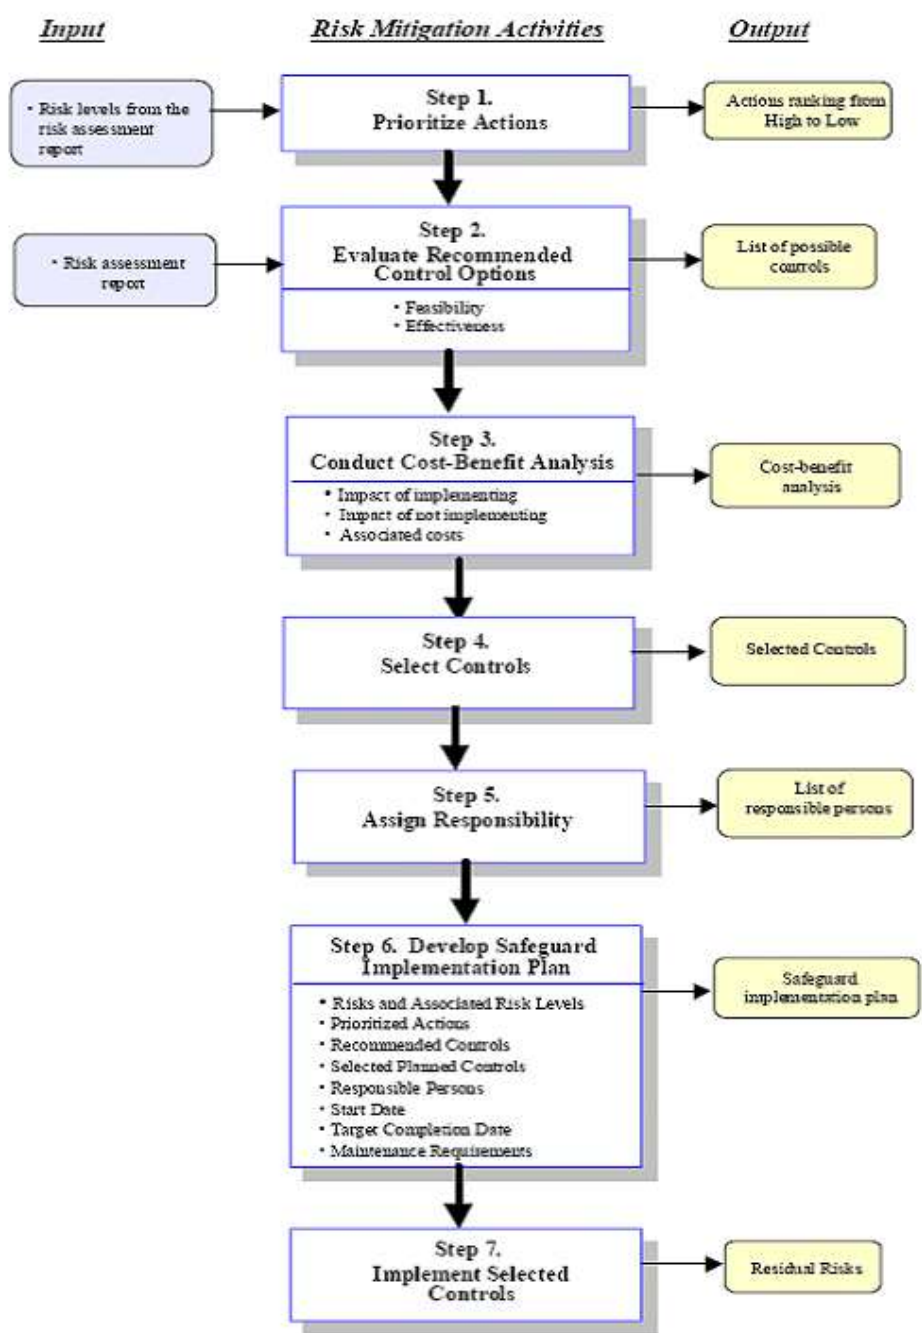 Input
Risk Mitigation Activities
Output
• Risk levels from the
risk assessment
report
Step 1.
Prioritize Actions
Actions ranking from
High to Low
• Risk assessment
report
Step 2.
Evaluate Recommended
Control Options
• Feasibility
• Effectiveness
List of possible
controls
Step 3.
Conduct Cost-Benefit Analysis
• Impact of implementing
• Impact of not implementing
• Associated costs
Cost-benefit
analysis
Step 4.
Select Controls
Selected Controls
Step 5.
Assign Responsibility
List of
responsible persons
Step 6. Develop Safeguard
Implementation Plan
• Risks and Associated Risk Levels
• Prioritized Actions
• Recommended Controls
• Selected Planned Controls
• Responsible Persons
• Start Date
• Target Completion Date
• Maintenance Requirements
Safeguard
implementation plan
Step 7.
Implement Selected
Controls
Residual Risks